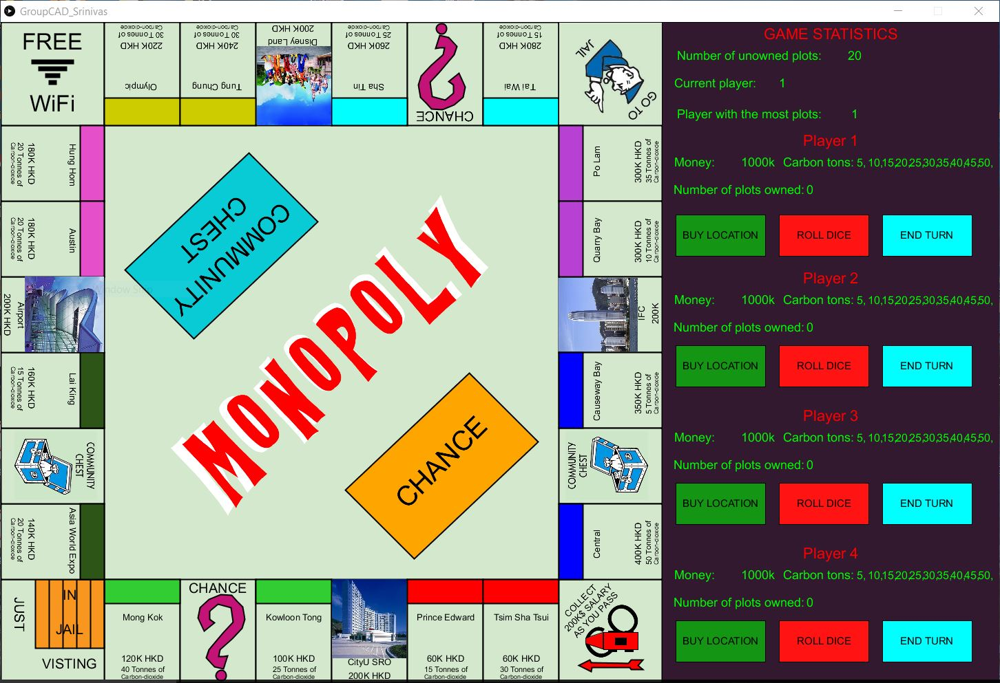 GroupCAD_Srinivas
FREE
WiFi
220K HKD
30 Tonnes of
Carbon-dioxide
Olympic
240K HKD
30 Tonnes of
Carbon-dioxide
Tung Chung
Disney Land
200K HKD
260K HKD
25 Tonnes of
Carbon-dioxide
Sha Tin
CHANCE
280K HKD
15 Tonnes of
Carbon-dioxide
Tai Wai
GO TO
JAIL
Hung Hom
180K HKD
20 Tonnes of
Carbon-dioxide
Austin
180K HKD
20 Tonnes of
Carbon-dioxide
Airport
200K HKD
Lai King
160K HKD
15 Tonnes of
Carbon-dioxide
COMMUNITY
CHEST
Asia World Expo
140K HKD
20 Tonnes of
Carbon-dioxide
COMMUNITY
CHEST
Window Snip
MONOPOLY
CHANCE
Po Lam
300K HKD
35 Tonnes of
Carbon-dioxide
Quarry Bay
300K HKD
10 Tonnes of
Carbon-dioxide
IFC
200K
Causeway Bay
350K HKD
5 Tonnes of
Carbon-dioxide
COMMUNITY
CHEST
Central
400K HKD
50 Tonnes of
Carbon-dioxide
IN
JAIL
JUST
VISTING
Mong Kok
120K HKD
40 Tonnes of
Carbon-dioxide
CHANCE
Kowloon Tong
100K HKD
25 Tonnes of
Carbon-dioxide
CityU SRO
200K HKD
Prince Edward
60K HKD
15 Tonnes of
Carbon-dioxide
Tsim Sha Tsui
60K HKD
30 Tonnes of
Carbon-dioxide
COLLECT
200K$ SALARY
AS YOU PASS
GAME STATISTICS
Number of unowned plots: 20
Current player: 1
Player with the most plots: 1
Player 1
Money: 1000k Carbon tons: 5, 10,15,20,25,30,35,40,45,50,
Number of plots owned: 0
BUY LOCATION ROLL DICE END TURN
Player 2
Money: 1000k Carbon tons: 5, 10,15,20,25,30,35,40,45,50,
Number of plots owned: 0
BUY LOCATION ROLL DICE END TURN
Player 3
Money: 1000k Carbon tons: 5, 10,15,20,25,30,35,40,45,50,
Number of plots owned: 0
BUY LOCATION ROLL DICE END TURN
Player 4
Money: 1000k Carbon tons: 5, 10,15,20,25,30,35,40,45,50,
Number of plots owned: 0
BUY LOCATION ROLL DICE END TURN